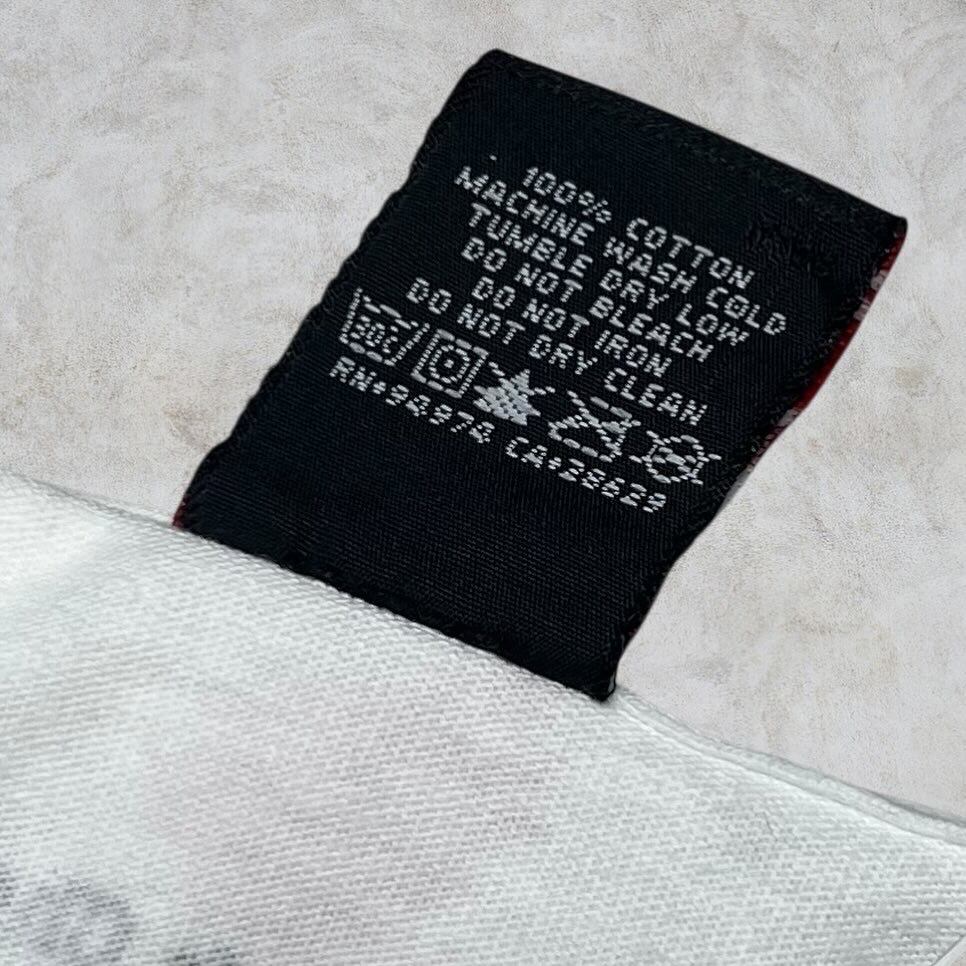 100% COTTON
MACHINE WASH COLD
TUMBLE DRY LOW
DO NOT BLEACH
DO NOT IRON
DO NOT DRY CLEAN
30C
RN#94974 CA#28629